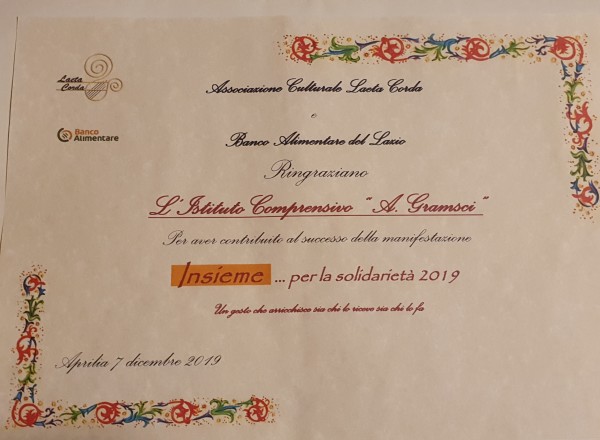 Laeta
Corda
Banco
Alimentare
Associazione Culturale Laeta Corda
e
Banco Alimentare del Lazio
Ringraziano
L'Istituto Comprensivo "A. Gramsci"
Per aver contribuito al successo della manifestazione
Insieme ... per la solidarietà 2019
Un gesto che arricchisce sia chi lo riceve sia chi lo fa
Aprilia 7 dicembre 2019